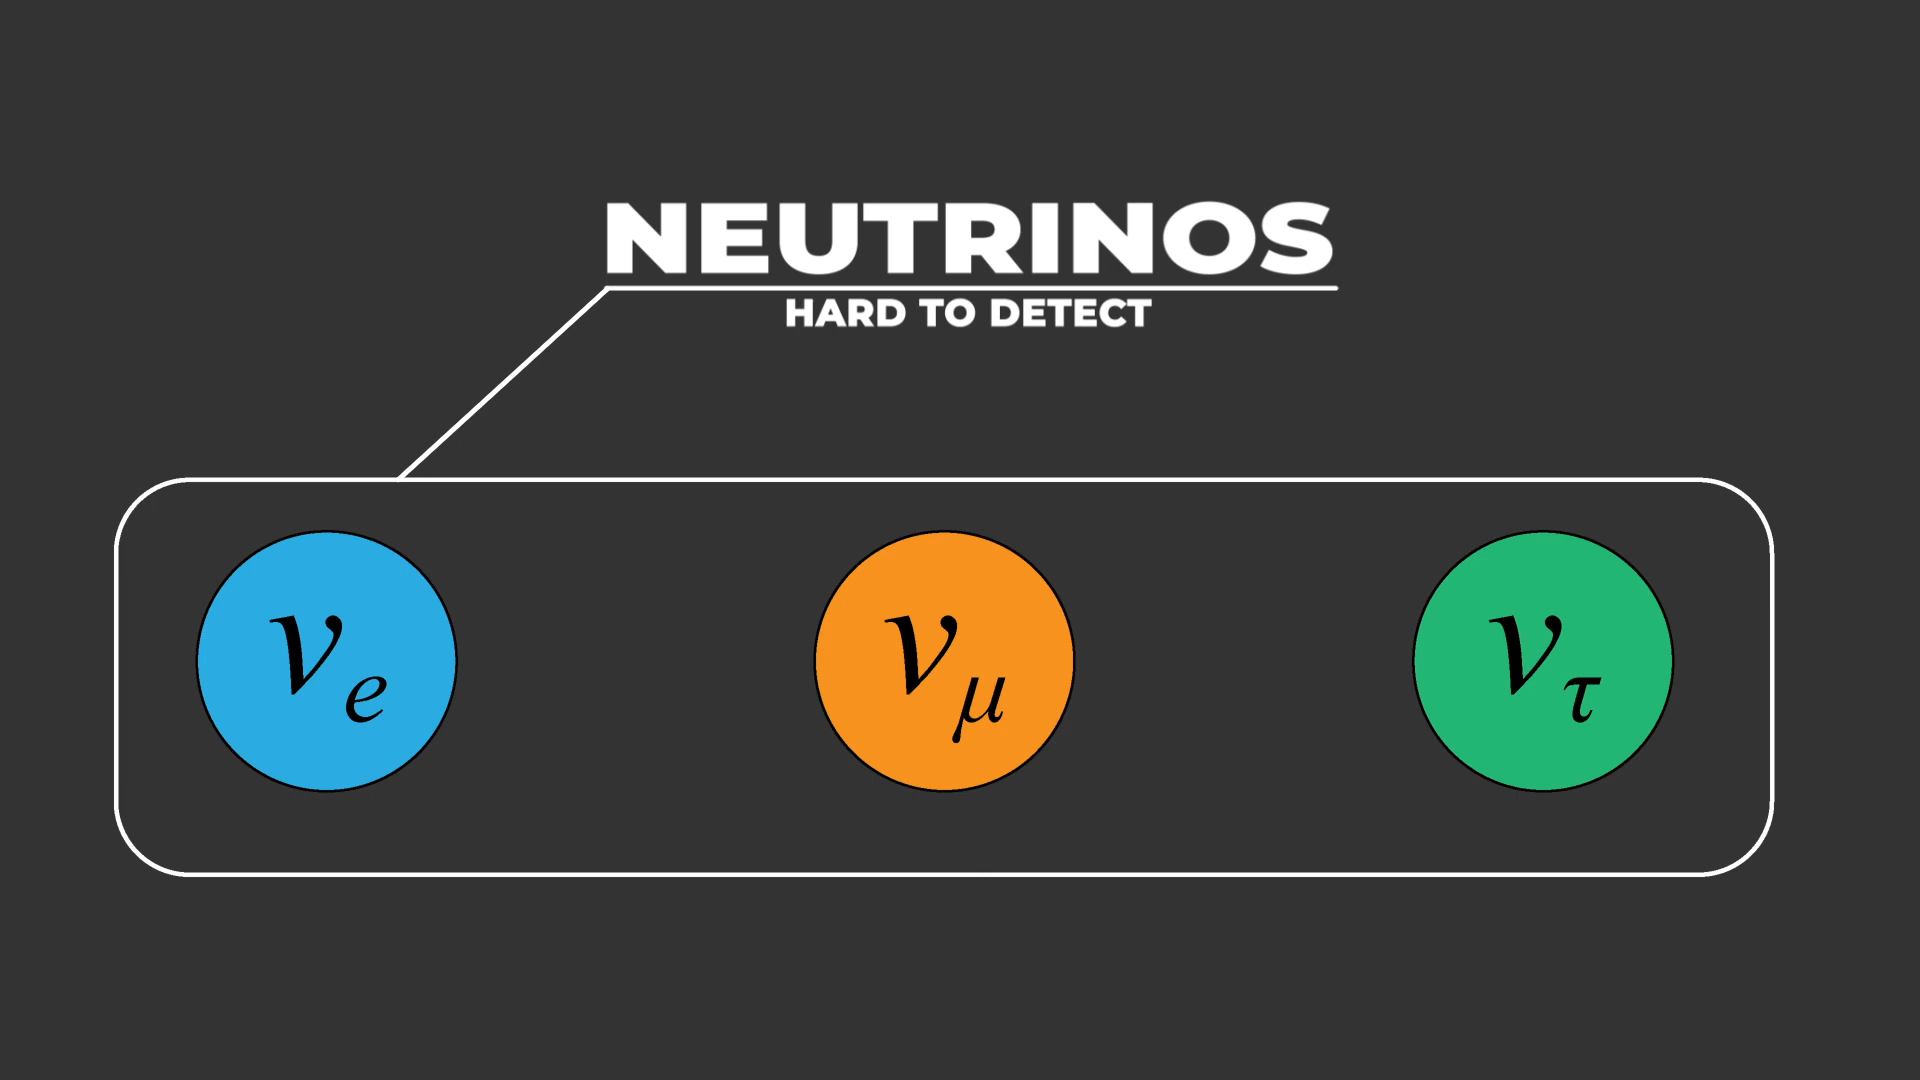 NEUTRINOS
HARD TO DETECT
νe νμ ντ